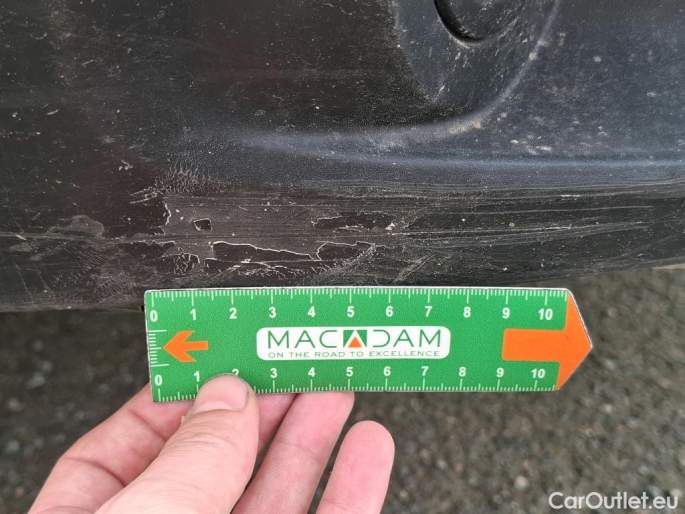 0 1 2 3 4 5 6 7 8 9 10
MACADAM
ON THE ROAD TO EXCELLENCE
0 1 2 3 4 5 6 7 8 9 10
CarOutlet.eu